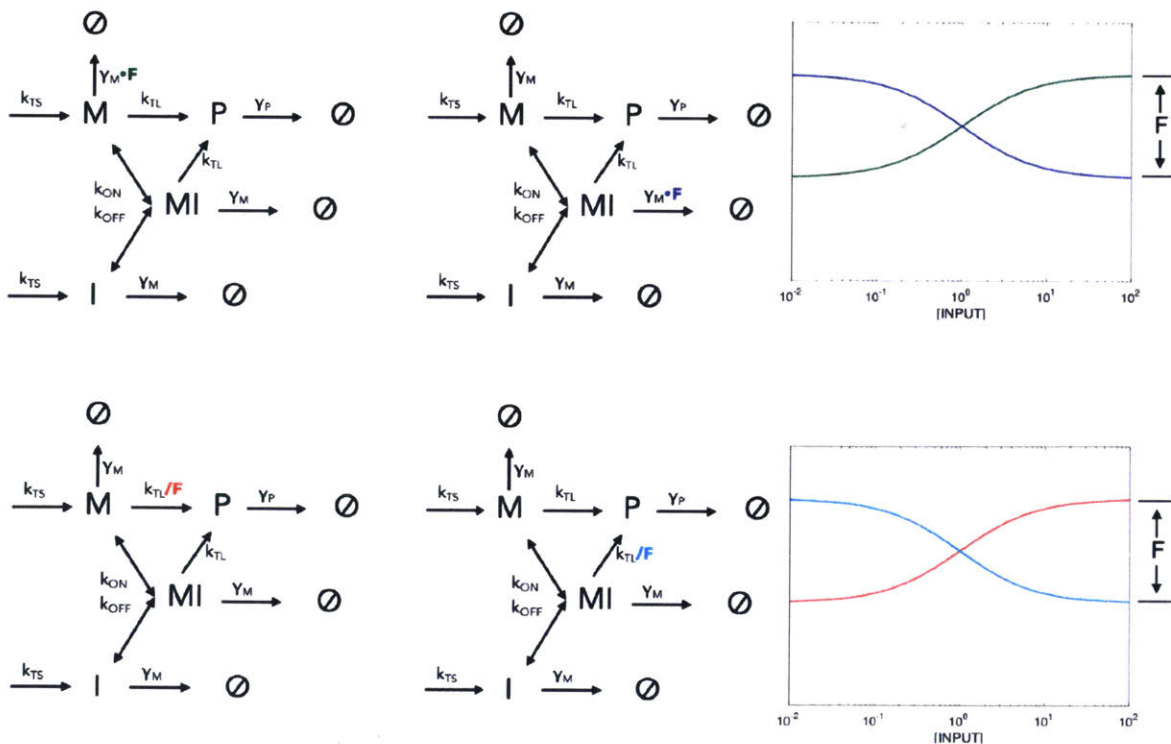 ∅ ∅
γM•F γM
kTS M kTL P γP ∅ kTS M kTL P γP ∅
kTL kTL
kON kON
kOFF MI γM ∅ kOFF MI γM•F ∅
kTS I γM ∅ kTS I γM ∅
F
10-2 10-1 100 101 102
[INPUT]
∅ ∅
γM γM
kTS M kTL/F P γP ∅ kTS M kTL P γP ∅
kTL kTL/F
kON kON
kOFF MI γM ∅ kOFF MI γM ∅
kTS I γM ∅ kTS I γM ∅
F
10-2 10-1 100 101 102
[INPUT]